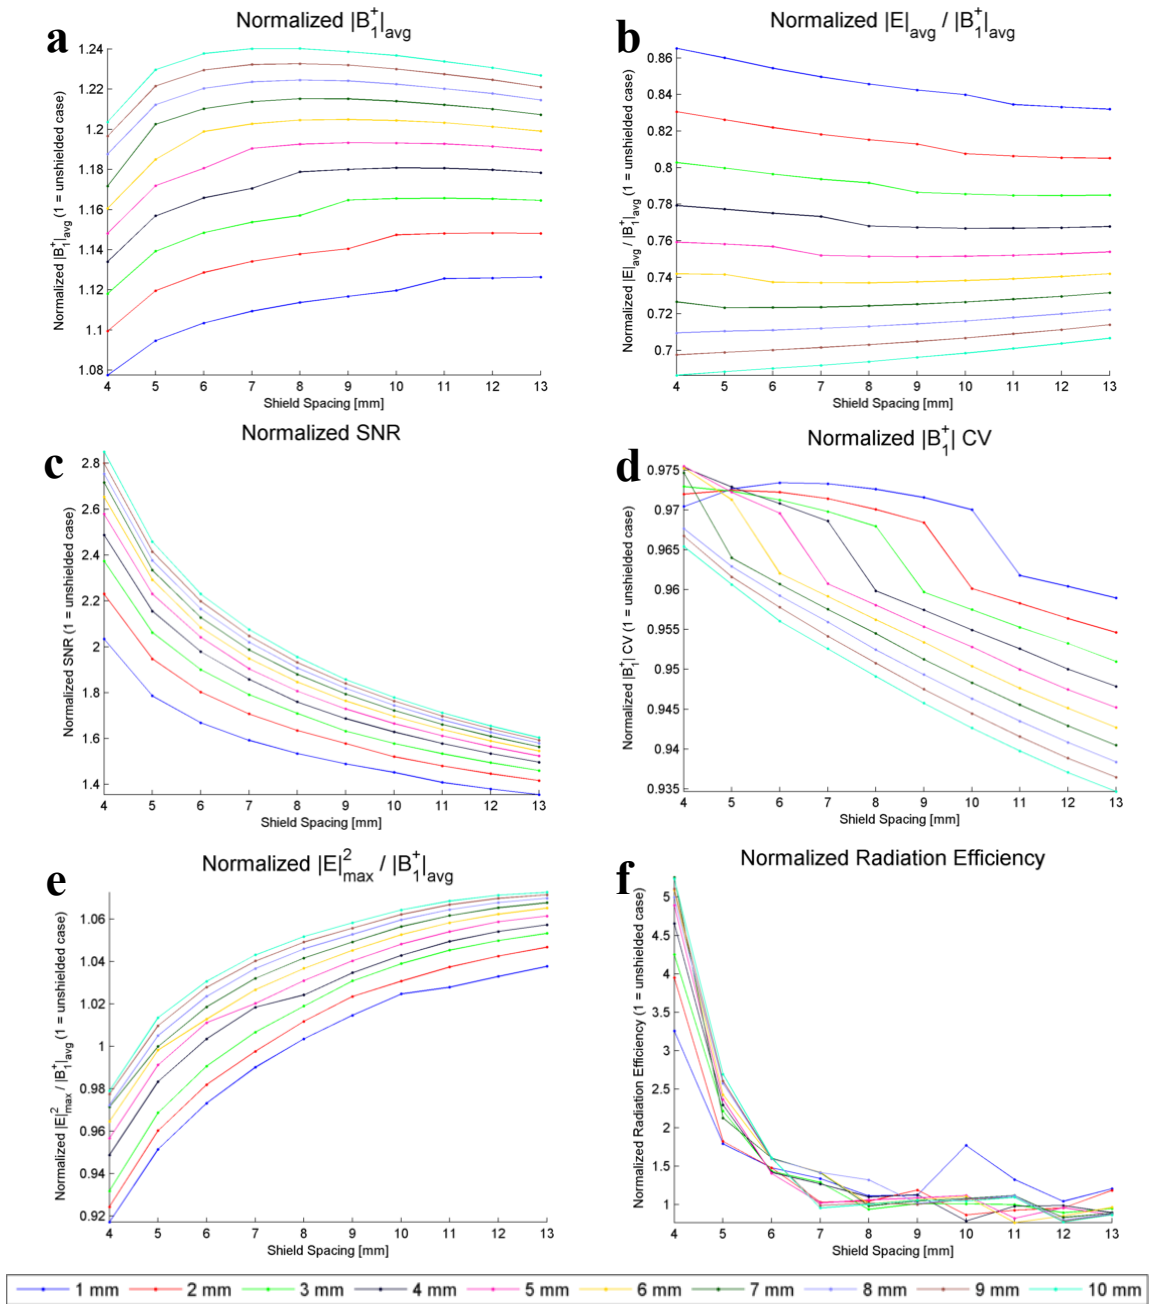 a
Normalized |B₁⁺|avg
Normalized |B₁⁺|avg (1 = unshielded case)
1.24
1.22
1.2
1.18
1.16
1.14
1.12
1.1
1.08
4 5 6 7 8 9 10 11 12 13
Shield Spacing [mm]
b
Normalized |E|avg / |B₁⁺|avg
Normalized |E|avg / |B₁⁺|avg (1 = unshielded case)
0.86
0.84
0.82
0.8
0.78
0.76
0.74
0.72
0.7
4 5 6 7 8 9 10 11 12 13
Shield Spacing [mm]
c
Normalized SNR
Normalized SNR (1 = unshielded case)
2.8
2.6
2.4
2.2
2
1.8
1.6
1.4
4 5 6 7 8 9 10 11 12 13
Shield Spacing [mm]
d
Normalized |B₁⁺| CV
Normalized |B₁⁺| CV (1 = unshielded case)
0.975
0.97
0.965
0.96
0.955
0.95
0.945
0.94
0.935
4 5 6 7 8 9 10 11 12 13
Shield Spacing [mm]
e
Normalized |E|²max / |B₁⁺|avg
Normalized |E|²max / |B₁⁺|avg (1 = unshielded case)
1.06
1.04
1.02
1
0.98
0.96
0.94
0.92
4 5 6 7 8 9 10 11 12 13
Shield Spacing [mm]
f
Normalized Radiation Efficiency
Normalized Radiation Efficiency (1 = unshielded case)
5
4.5
4
3.5
3
2.5
2
1.5
1
4 5 6 7 8 9 10 11 12 13
Shield Spacing [mm]
1 mm 2 mm 3 mm 4 mm 5 mm 6 mm 7 mm 8 mm 9 mm 10 mm